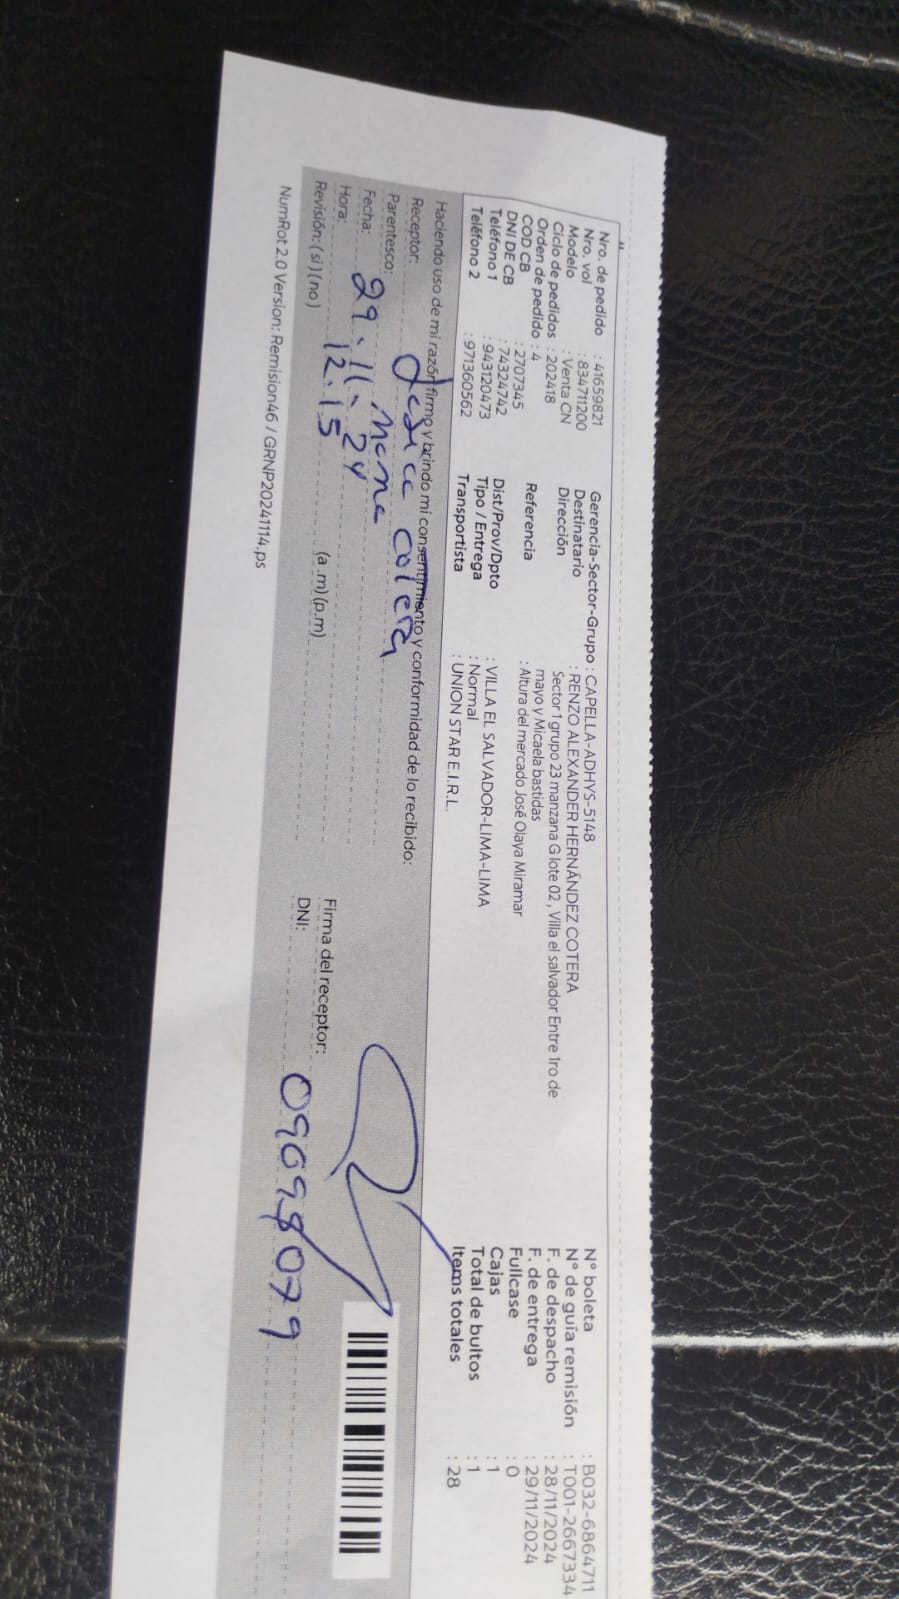 Nro. de pedido : 41659821
Nro. vol : 834711200
Modelo : Venta CN
Ciclo de pedidos : 202418
Orden de pedido : 4
COD CB : 2707345
DNI DE CB : 74324742
Teléfono 1 : 943120473
Teléfono 2 : 971360562
Gerencia-Sector-Grupo : CAPELLA-ADHYS-5148
Destinatario : RENZO ALEXANDER HERNÁNDEZ COTERA
Dirección : Sector 1 grupo 23 manzana G lote 02, Villa el salvador Entre 1ro de
mayo y Micaela bastidas
Referencia : Altura del mercado José Olaya Miramar
Dist/Prov/Dpto : VILLA EL SALVADOR-LIMA-LIMA
Tipo / Entrega : Normal
Transportista : UNION STAR E.I.R.L.
N° boleta : B032-6864711
N° de guía remisión : T001-2667334
F. de despacho : 28/11/2024
F. de entrega : 29/11/2024
Fullcase : 0
Cajas : 1
Total de bultos : 1
Items totales : 28
Haciendo uso de mi razón firmo y brindo mi consentimiento y conformidad de lo recibido:
Receptor:
Parentesco:
Fecha: 29.11.24
Hora: 12.15 (a.m)(p.m)
Revisión: (si)(no)
Firma del receptor:
DNI: 09098079
NumRot 2.0 Version: Remision46 / GRNP20241114.ps